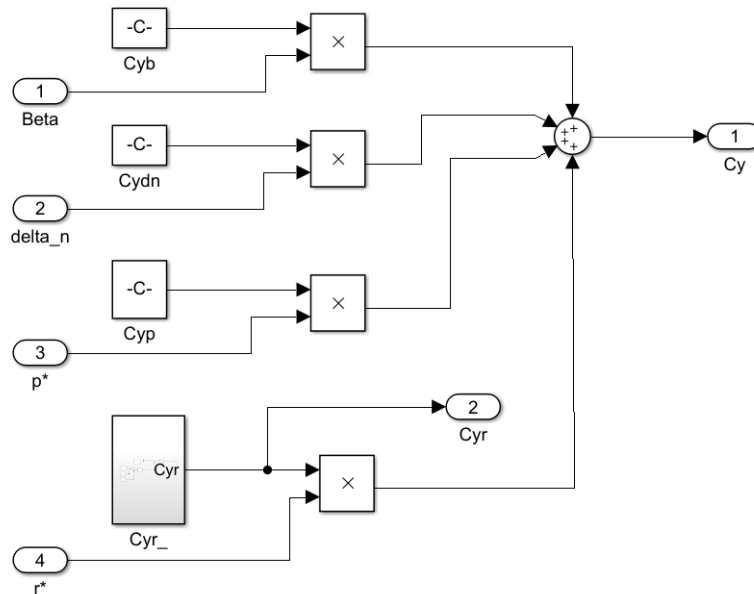 -C-
Cyb
×
1
Beta
-C-
Cydn
×
2
delta_n
+
+
+
+
1
Cy
-C-
Cyp
×
3
p*
2
Cyr
Cyr
×
Cyr_
4
r*